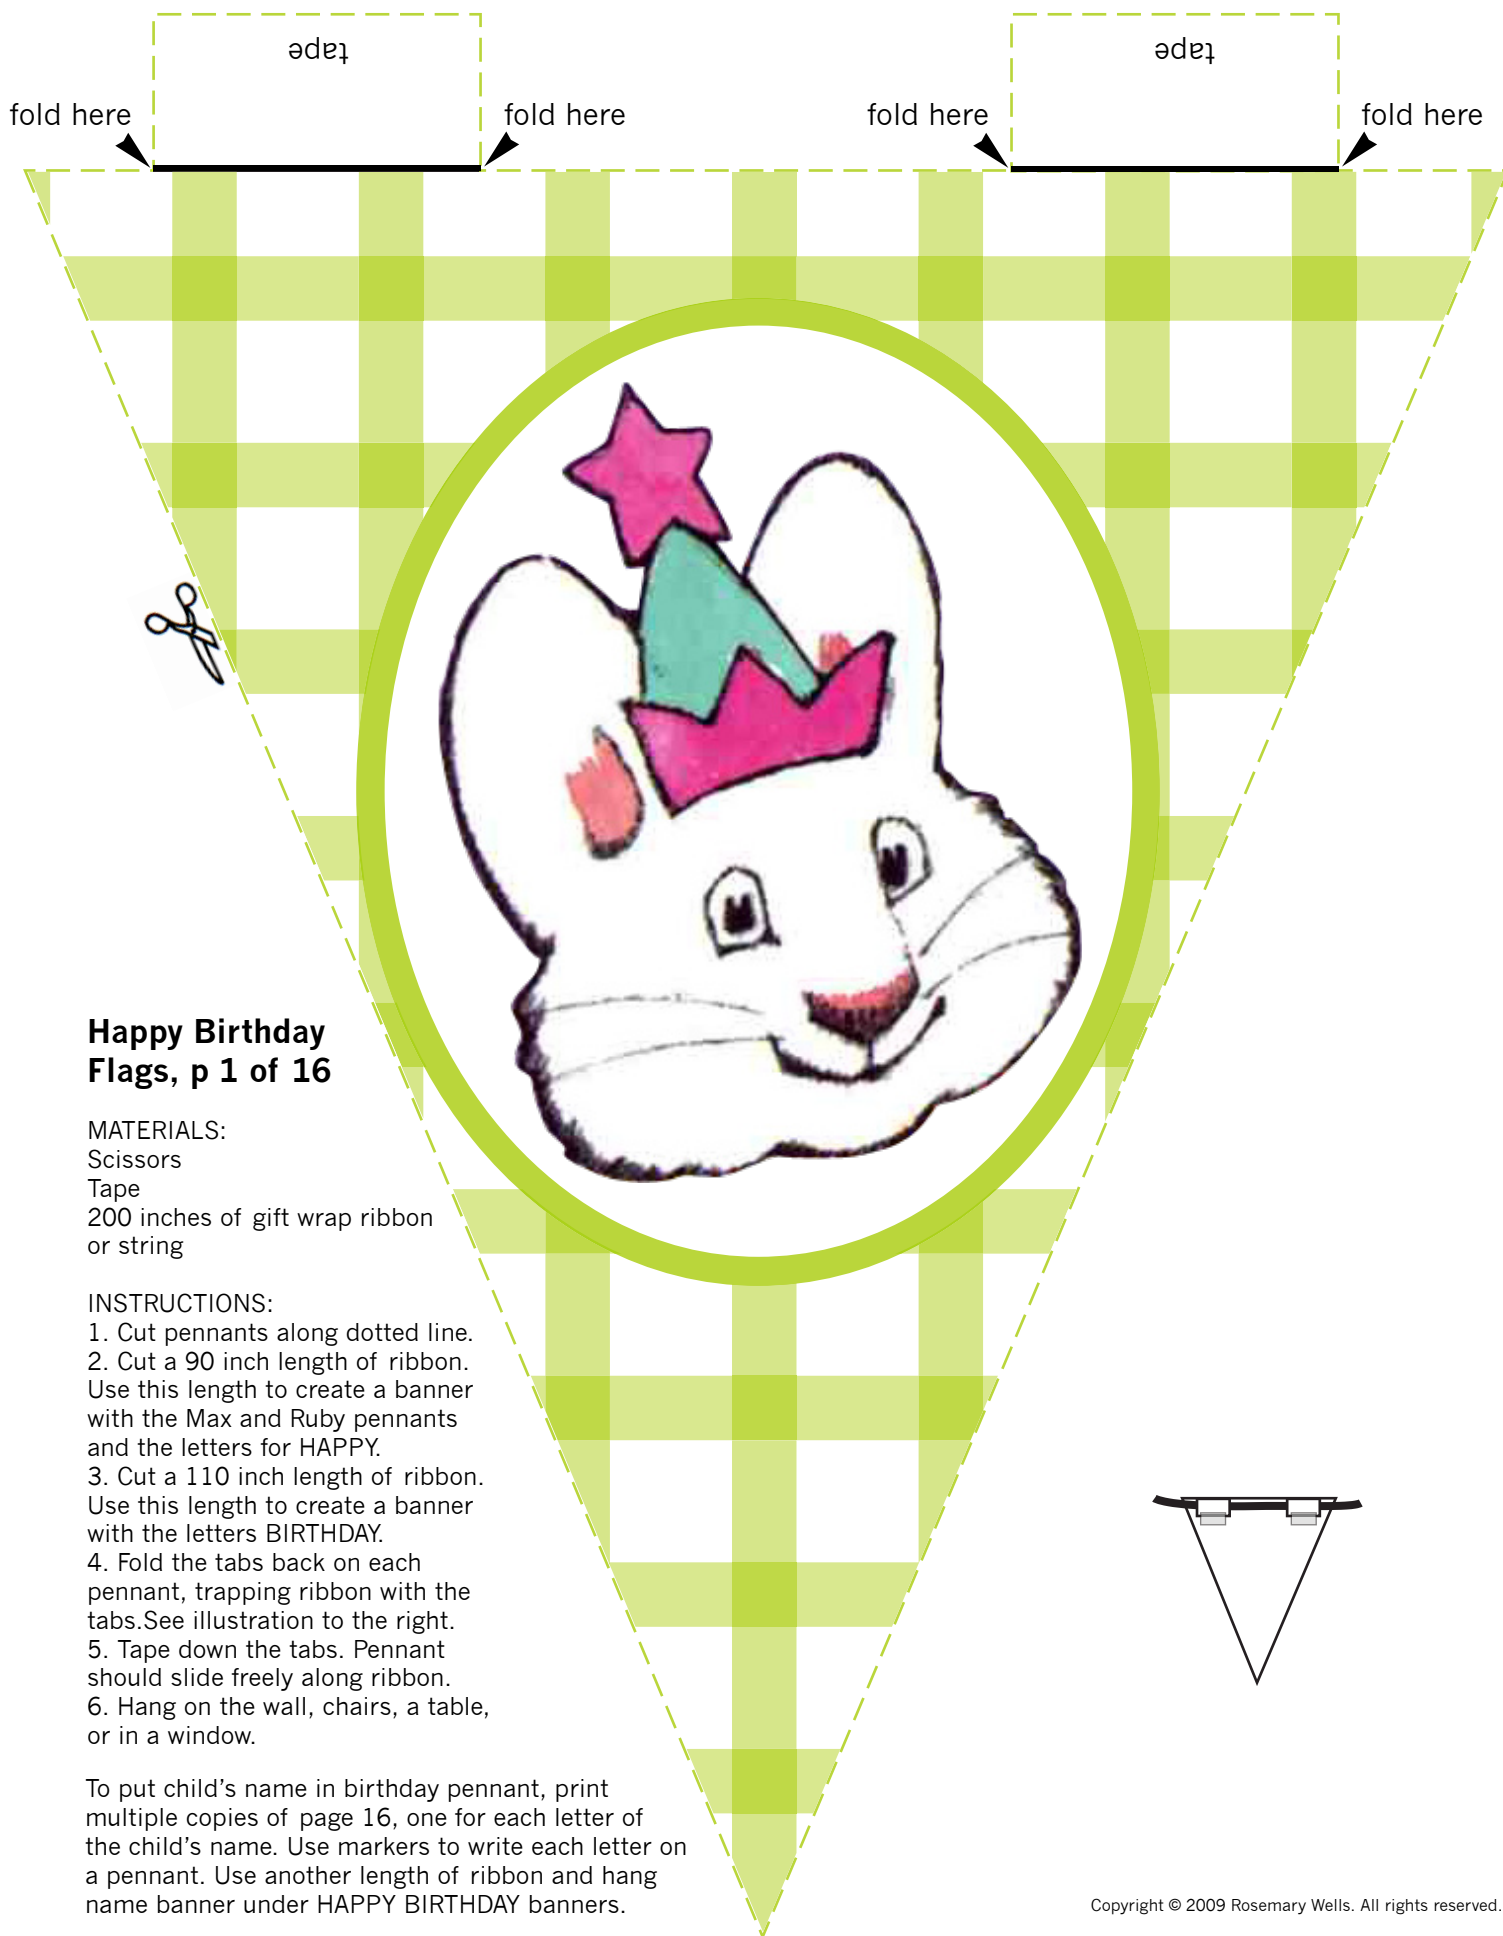 tape
tape
fold here
fold here
fold here
fold here
Happy Birthday
Flags, p 1 of 16
MATERIALS:
Scissors
Tape
200 inches of gift wrap ribbon
or string
INSTRUCTIONS:
1. Cut pennants along dotted line.
2. Cut a 90 inch length of ribbon.
Use this length to create a banner
with the Max and Ruby pennants
and the letters for HAPPY.
3. Cut a 110 inch length of ribbon.
Use this length to create a banner
with the letters BIRTHDAY.
4. Fold the tabs back on each
pennant, trapping ribbon with the
tabs.See illustration to the right.
5. Tape down the tabs. Pennant
should slide freely along ribbon.
6. Hang on the wall, chairs, a table,
or in a window.
To put child’s name in birthday pennant, print
multiple copies of page 16, one for each letter of
the child’s name. Use markers to write each letter on
a pennant. Use another length of ribbon and hang
name banner under HAPPY BIRTHDAY banners.
Copyright © 2009 Rosemary Wells. All rights reserved.